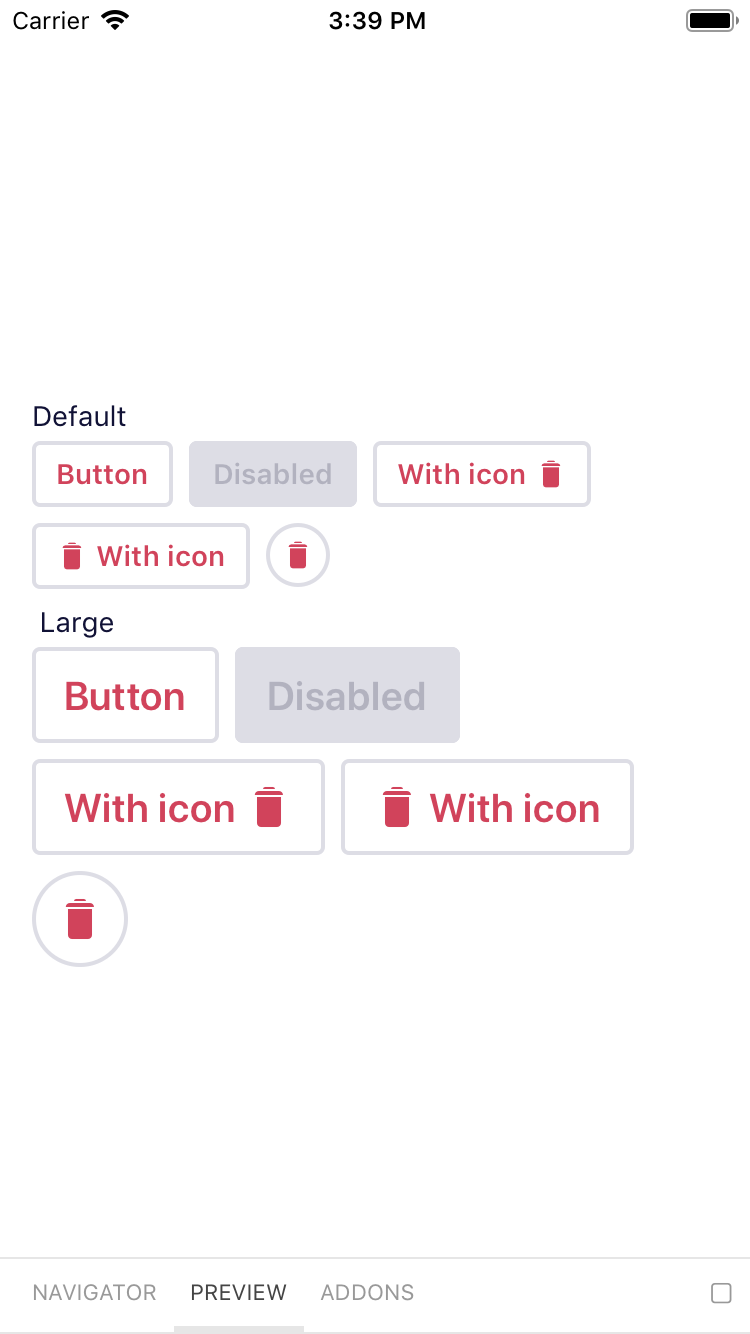 Carrier 3:39 PM
Default
Button Disabled With icon
With icon
Large
Button Disabled
With icon With icon
NAVIGATOR PREVIEW ADDONS